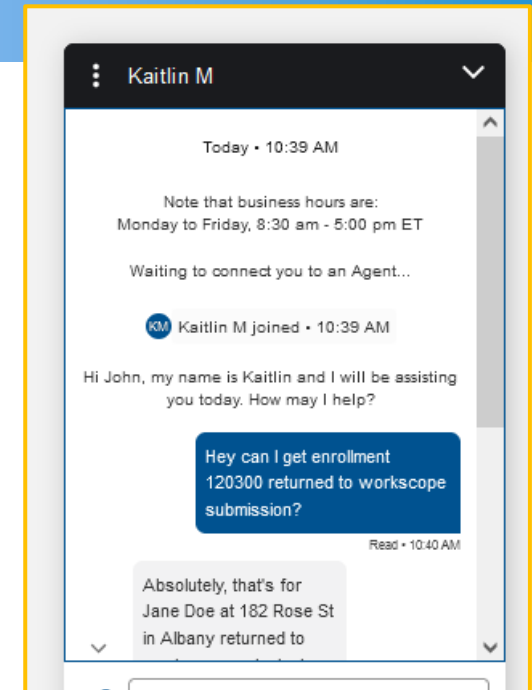 Kaitlin M
Today • 10:39 AM
Note that business hours are:
Monday to Friday, 8:30 am - 5:00 pm ET
Waiting to connect you to an Agent...
KM Kaitlin M joined • 10:39 AM
Hi John, my name is Kaitlin and I will be assisting
you today. How may I help?
Hey can I get enrollment
120300 returned to workscope
submission?
Read • 10:40 AM
Absolutely, that's for
Jane Doe at 182 Rose St
in Albany returned to